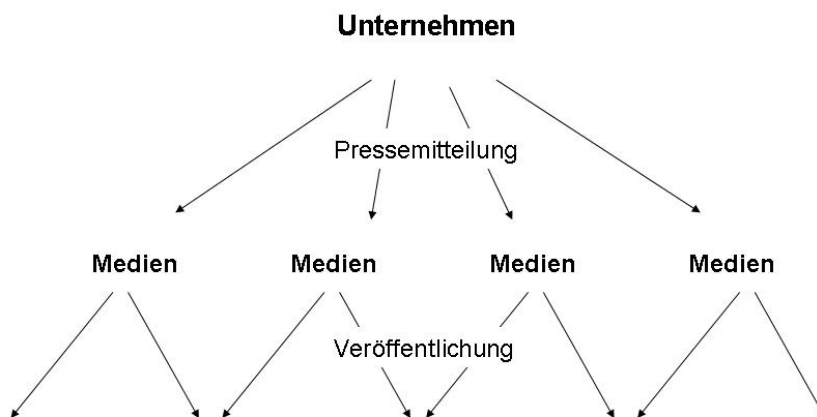 Unternehmen
Pressemitteilung
Medien Medien Medien Medien
Veröffentlichung